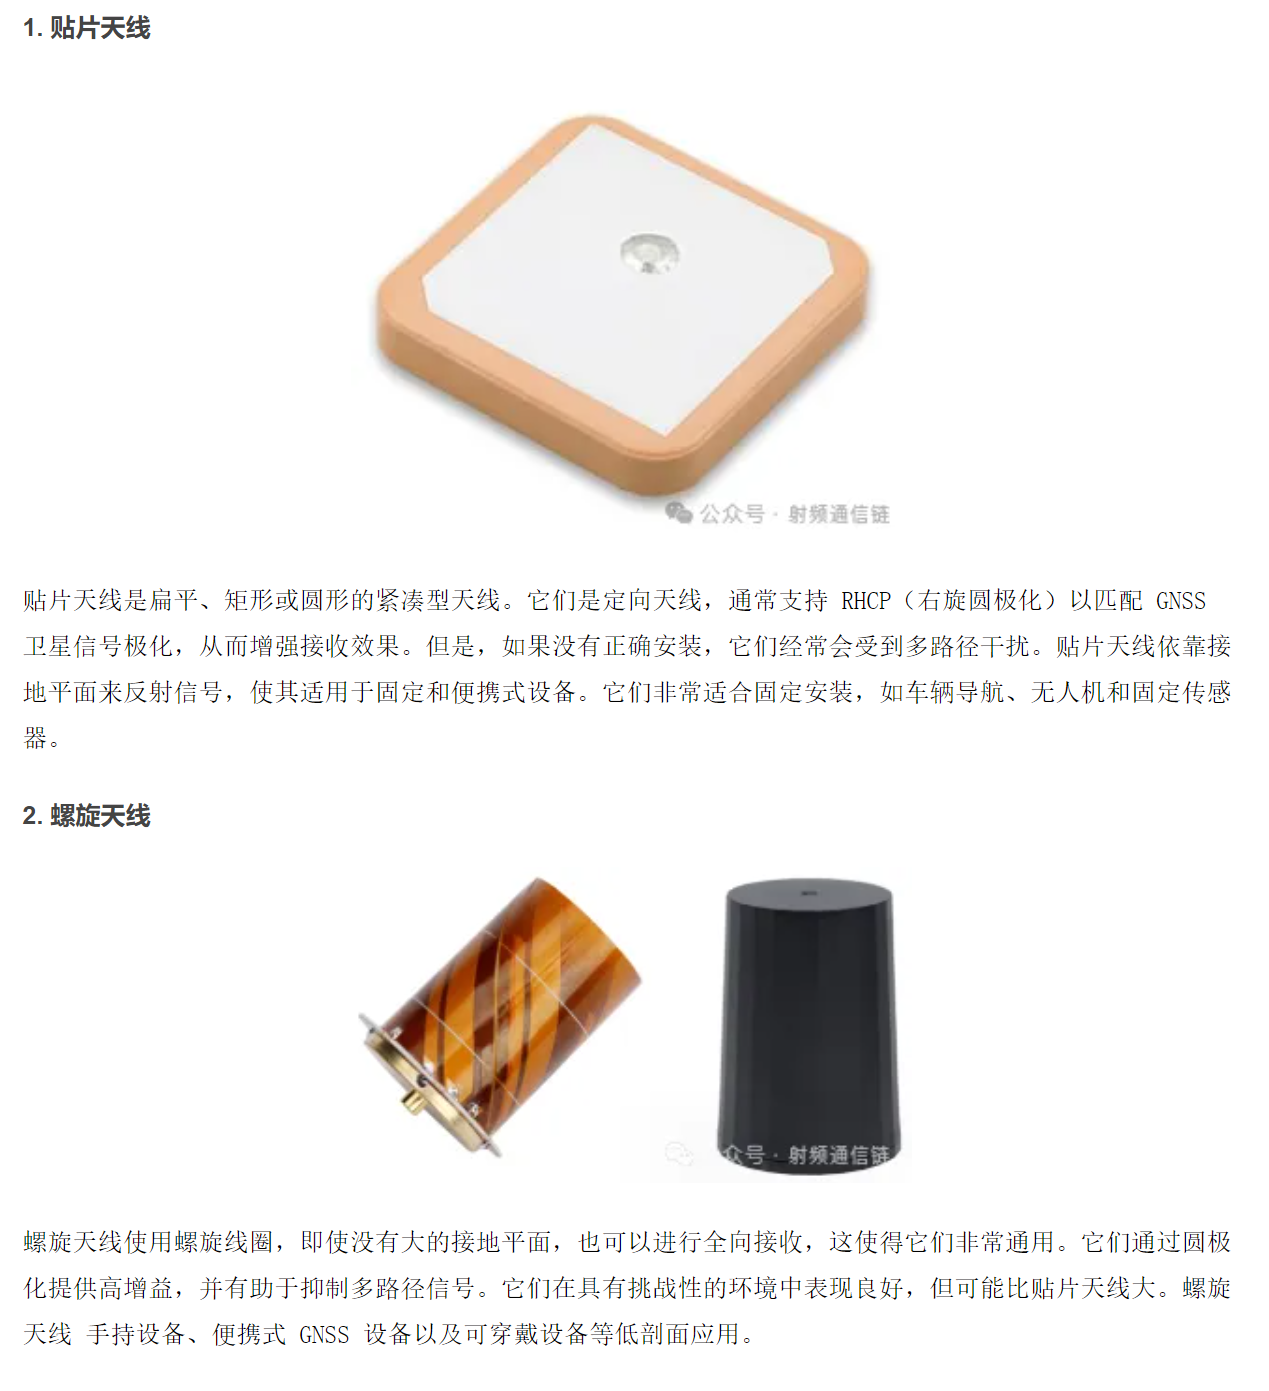 1. 贴片天线
公众号 · 射频通信链
贴片天线是扁平、矩形或圆形的紧凑型天线。它们是定向天线，通常支持 RHCP（右旋圆极化）以匹配 GNSS
卫星信号极化，从而增强接收效果。但是，如果没有正确安装，它们经常会受到多路径干扰。贴片天线依靠接
地平面来反射信号，使其适用于固定和便携式设备。它们非常适合固定安装，如车辆导航、无人机和固定传感
器。
2. 螺旋天线
众号 · 射频通信链
螺旋天线使用螺旋线圈，即使没有大的接地平面，也可以进行全向接收，这使得它们非常通用。它们通过圆极
化提供高增益，并有助于抑制多路径信号。它们在具有挑战性的环境中表现良好，但可能比贴片天线大。螺旋
天线 手持设备、便携式 GNSS 设备以及可穿戴设备等低剖面应用。